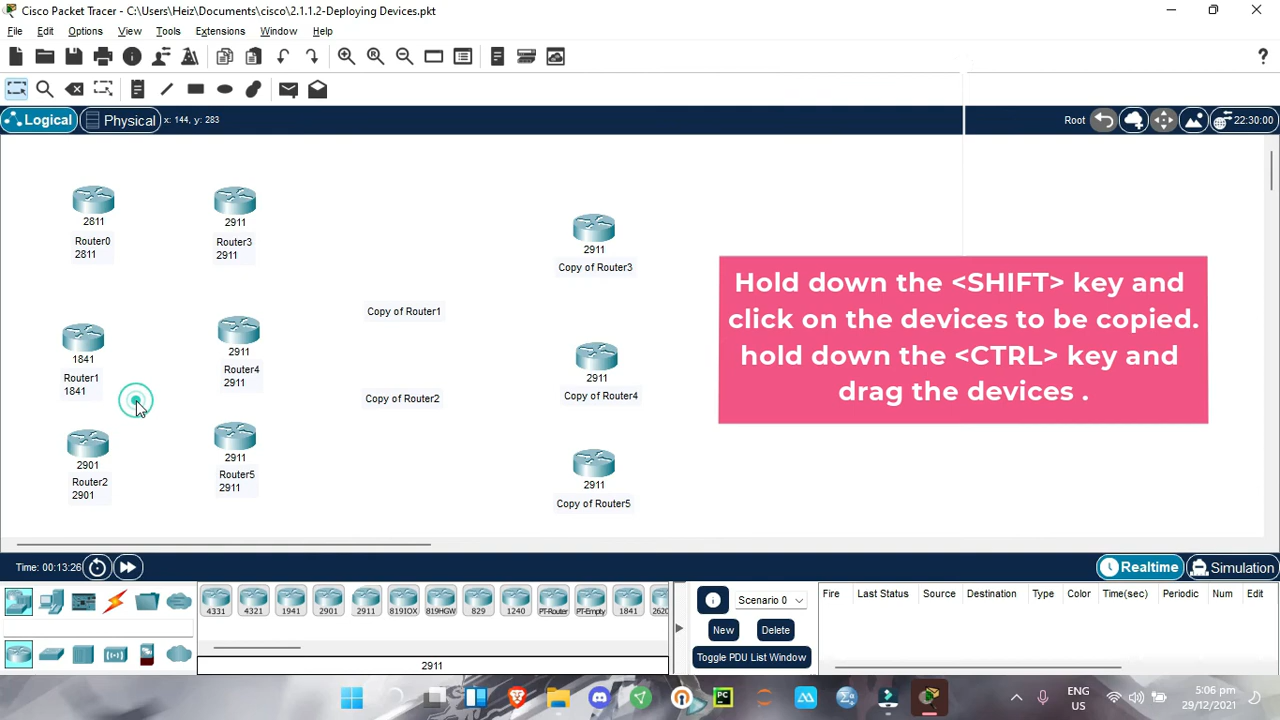 Cisco Packet Tracer - C:\Users\Heiz\Documents\cisco\2.1.1.2-Deploying Devices.pkt
File Edit Options View Tools Extensions Window Help
Logical Physical x: 144, y: 283 Root 22:30:00
2811
Router0
2811
2911
Router3
2911
2911
Copy of Router3
1841
Router1
1841
2911
Router4
2911
Copy of Router1
2911
Copy of Router4
Copy of Router2
2901
Router2
2901
2911
Router5
2911
2911
Copy of Router5
Hold down the <SHIFT> key and
click on the devices to be copied.
hold down the <CTRL> key and
drag the devices .
Time: 00:13:26 Realtime Simulation
4331 4321 1941 2901 2911 819IOX 819HGW 829 1240 PT-Router PT-Empty 1841 2620
2911
Scenario 0
New Delete
Toggle PDU List Window
Fire Last Status Source Destination Type Color Time(sec) Periodic Num Edit
ENG
US
5:06 pm
29/12/2021